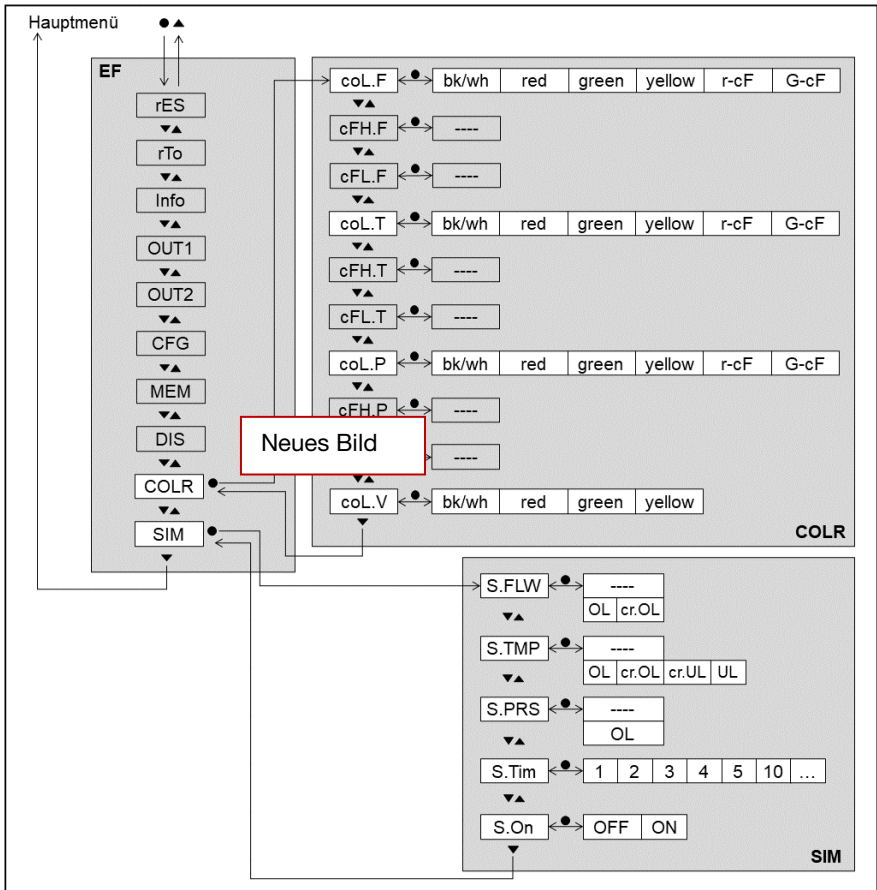 Hauptmenü
EF
rES
rTo
Info
OUT1
OUT2
CFG
MEM
DIS
COLR
SIM
coL.F bk/wh red green yellow r-cF G-cF
cFH.F ----
cFL.F ----
coL.T bk/wh red green yellow r-cF G-cF
cFH.T ----
cFL.T ----
coL.P bk/wh red green yellow r-cF G-cF
cFH.P ----
Neues Bild
----
coL.V bk/wh red green yellow
COLR
S.FLW ----
OL cr.OL
S.TMP ----
OL cr.OL cr.UL UL
S.PRS ----
OL
S.Tim 1 2 3 4 5 10 ...
S.On OFF ON
SIM